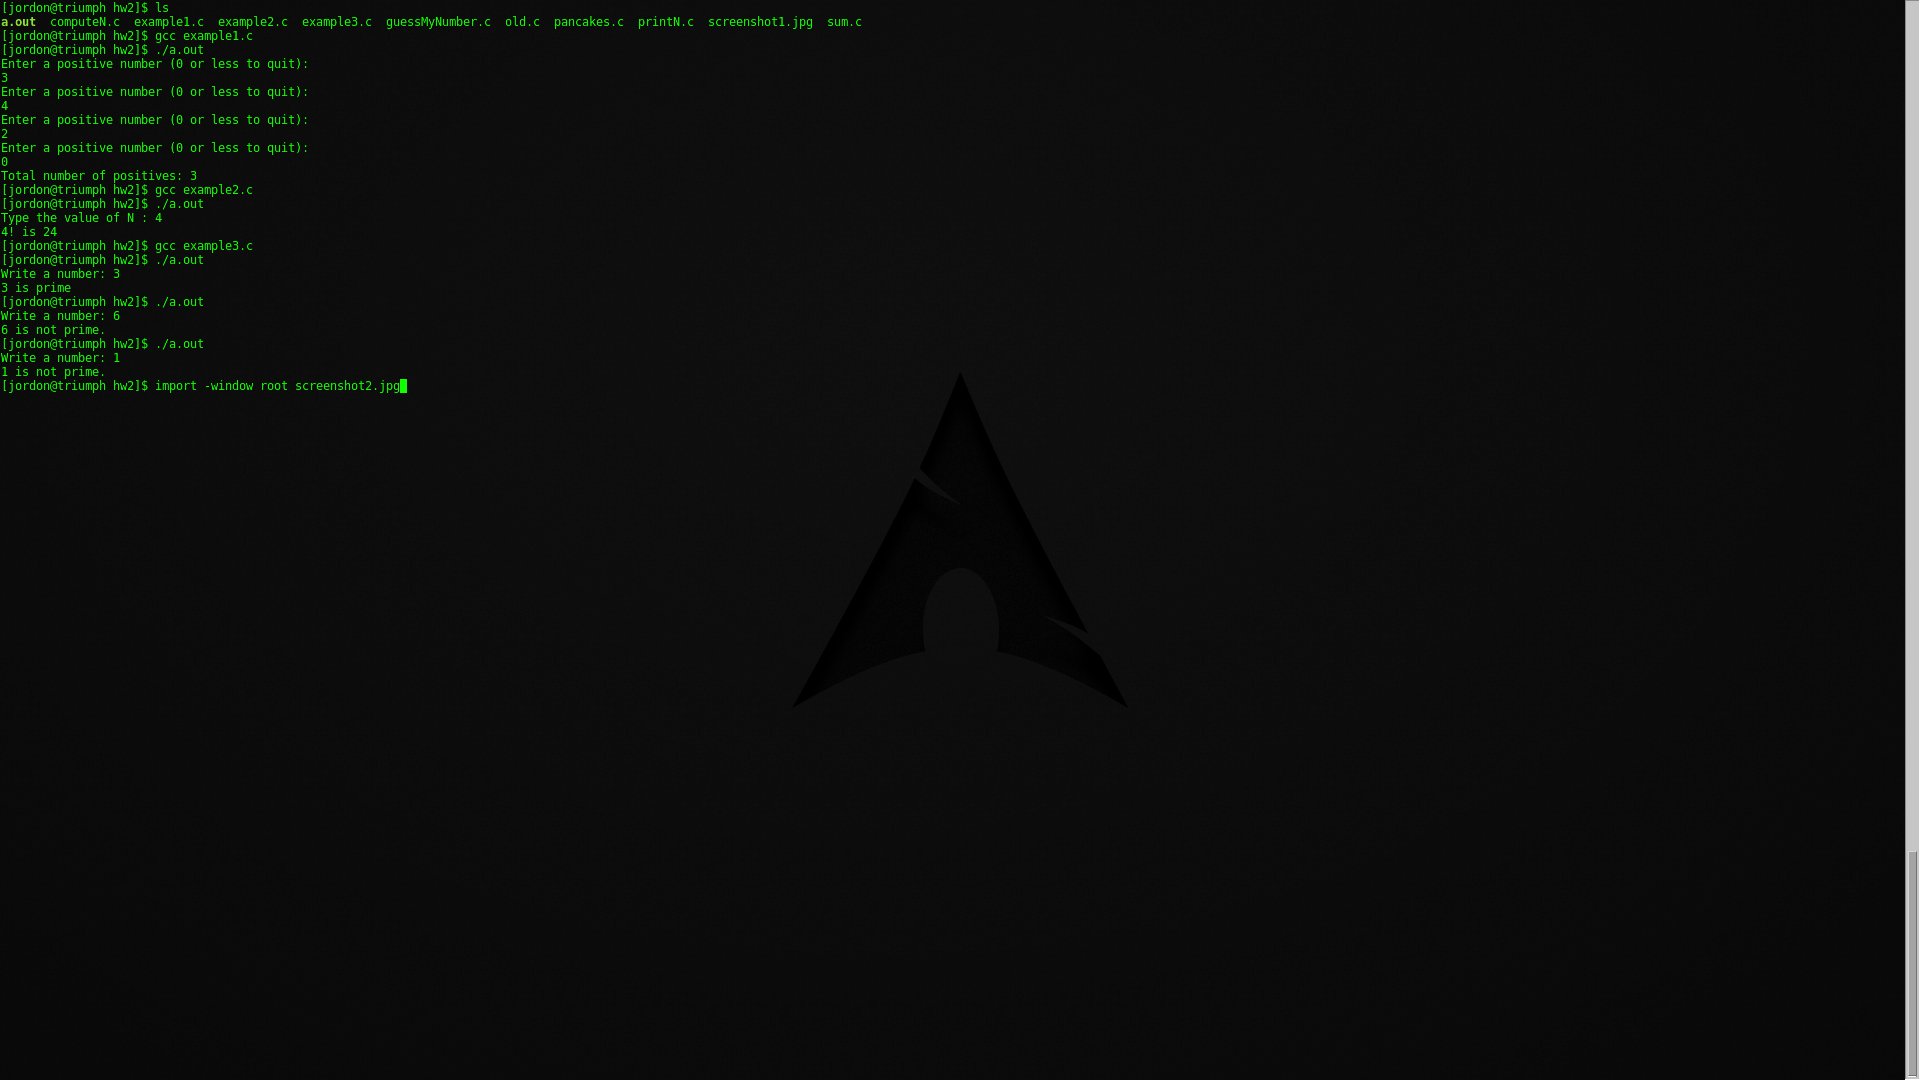 [jordon@triumph hw2]$ ls
a.out  computeN.c  example1.c  example2.c  example3.c  guessMyNumber.c  old.c  pancakes.c  printN.c  screenshot1.jpg  sum.c
[jordon@triumph hw2]$ gcc example1.c
[jordon@triumph hw2]$ ./a.out
Enter a positive number (0 or less to quit):
3
Enter a positive number (0 or less to quit):
4
Enter a positive number (0 or less to quit):
2
Enter a positive number (0 or less to quit):
0
Total number of positives: 3
[jordon@triumph hw2]$ gcc example2.c
[jordon@triumph hw2]$ ./a.out
Type the value of N : 4
4! is 24
[jordon@triumph hw2]$ gcc example3.c
[jordon@triumph hw2]$ ./a.out
Write a number: 3
3 is prime
[jordon@triumph hw2]$ ./a.out
Write a number: 6
6 is not prime.
[jordon@triumph hw2]$ ./a.out
Write a number: 1
1 is not prime.
[jordon@triumph hw2]$ import -window root screenshot2.jpg